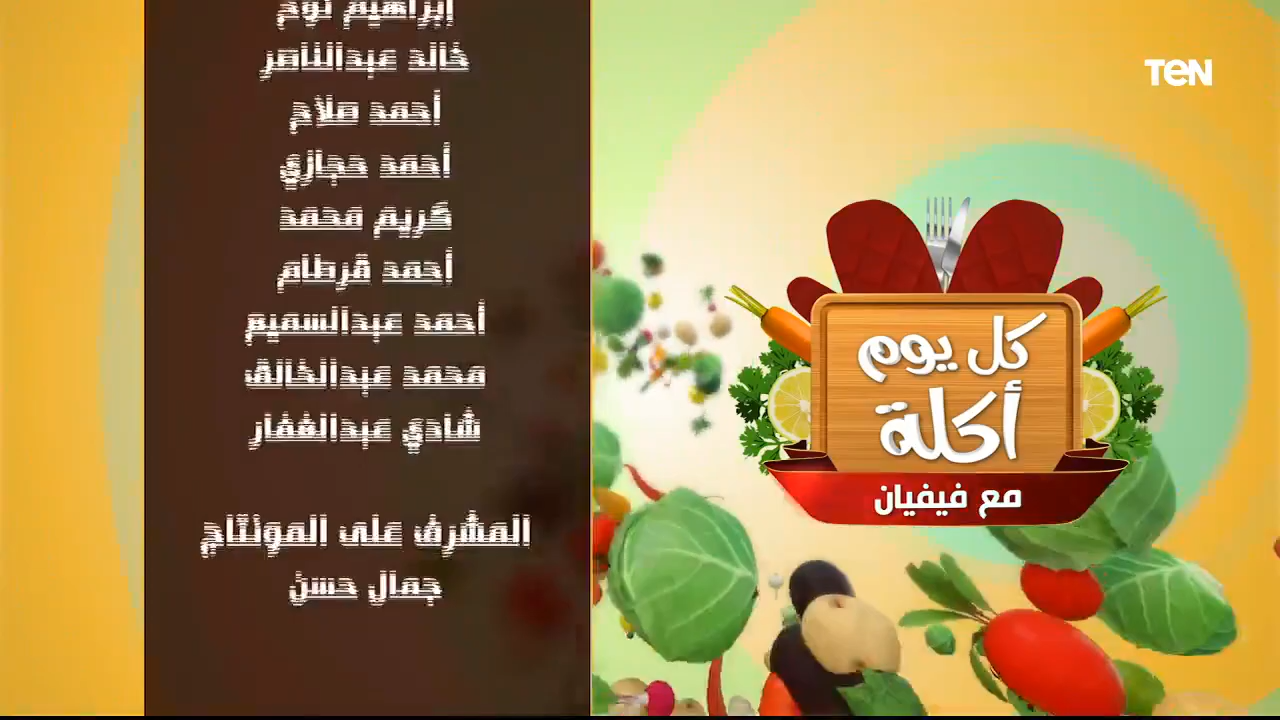 إبراهيم نوح
خالد عبدالناصر
أحمد صلاح
أحمد حجازي
كريم محمد
أحمد قرطام
أحمد عبدالسميع
محمد عبدالخالق
شادي عبدالغفار
المشرف على المونتاج
جمال حسن
TEN
كل يوم
أكلة
مع فيفيان